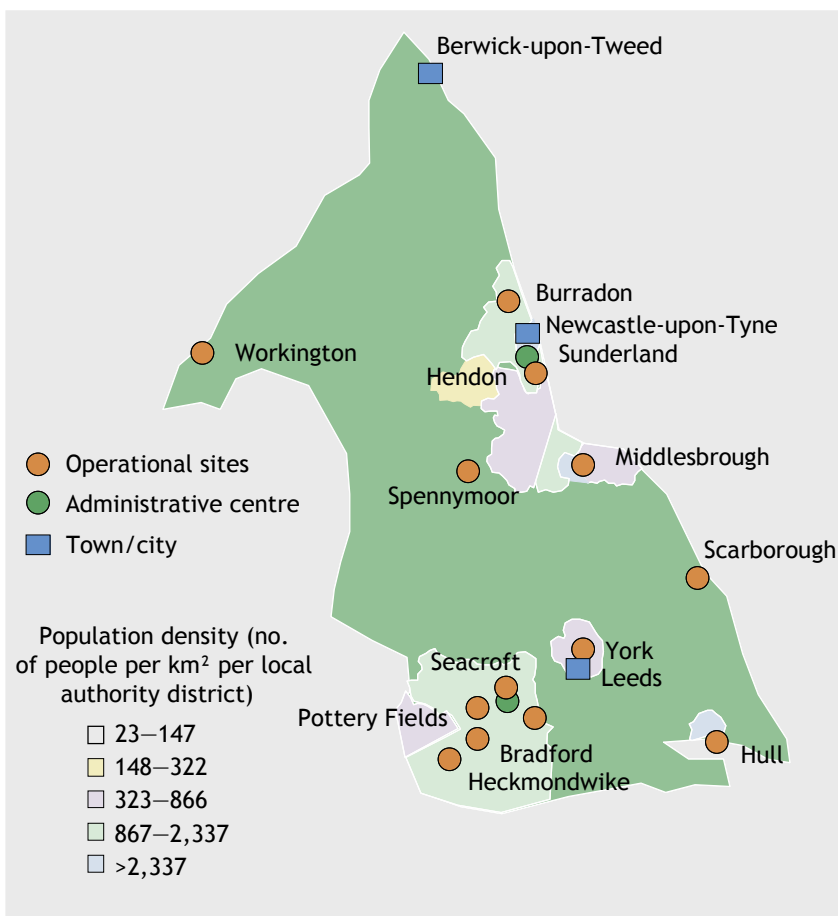 Berwick-upon-Tweed
Burradon
Newcastle-upon-Tyne
Workington
Sunderland
Hendon
Operational sites
Middlesbrough
Spennymoor
Administrative centre
Town/city
Scarborough
Population density (no.
of people per km² per local
authority district)
Seacroft
York
Leeds
Pottery Fields
23—147
Bradford
Hull
148—322
Heckmondwike
323—866
867—2,337
>2,337